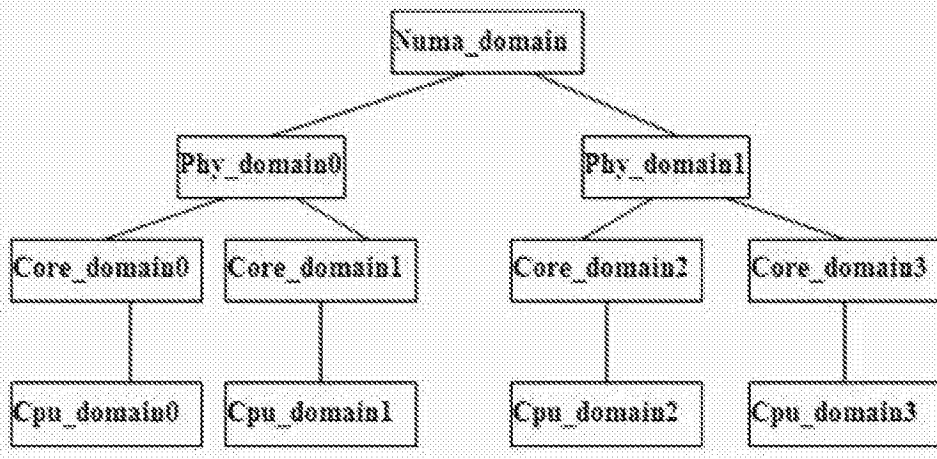 Numa_domain
Phy_domain0
Phy_domain1
Core_domain0
Core_domain1
Core_domain2
Core_domain3
Cpu_domain0
Cpu_domain1
Cpu_domain2
Cpu_domain3